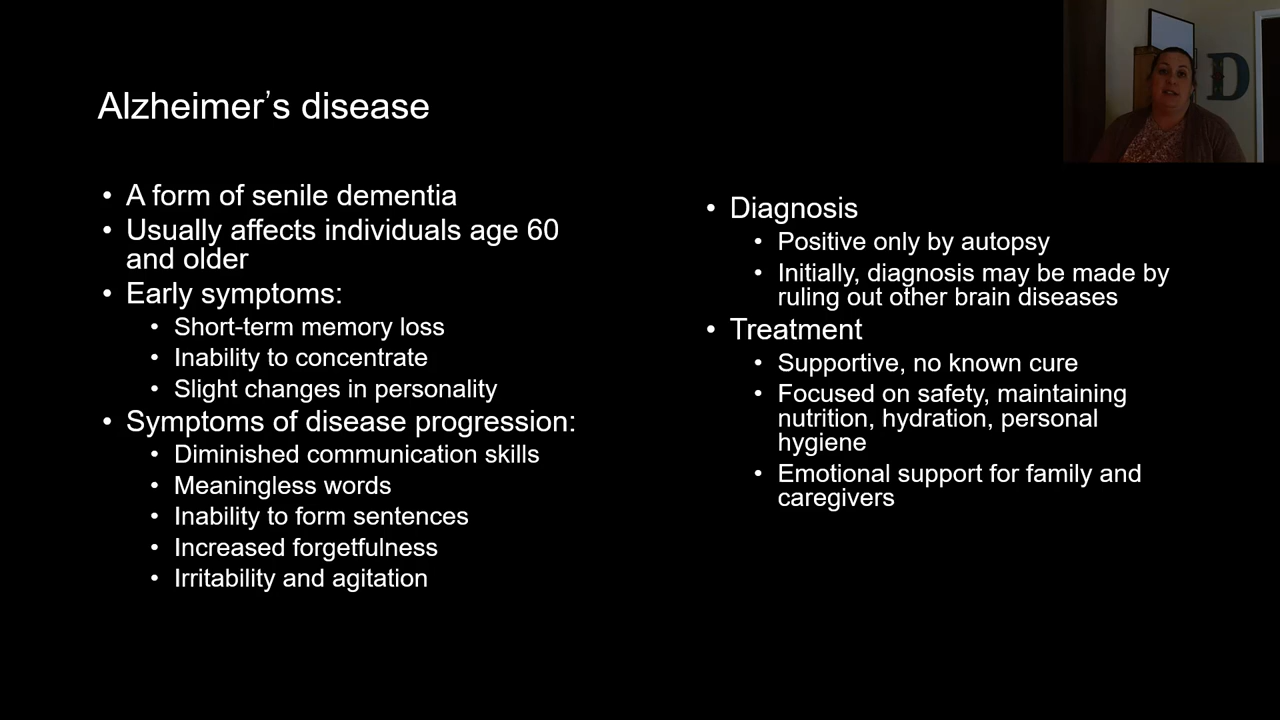 Alzheimer’s disease
• A form of senile dementia
• Usually affects individuals age 60
and older
• Early symptoms:
• Short-term memory loss
• Inability to concentrate
• Slight changes in personality
• Symptoms of disease progression:
• Diminished communication skills
• Meaningless words
• Inability to form sentences
• Increased forgetfulness
• Irritability and agitation
• Diagnosis
• Positive only by autopsy
• Initially, diagnosis may be made by
ruling out other brain diseases
• Treatment
• Supportive, no known cure
• Focused on safety, maintaining
nutrition, hydration, personal
hygiene
• Emotional support for family and
caregivers
D